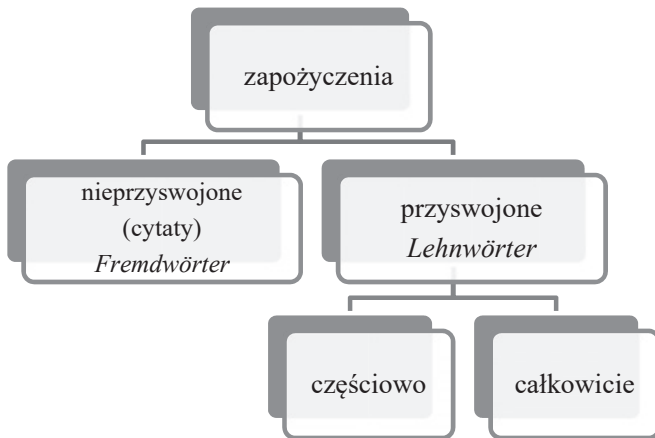 zapożyczenia
nieprzyswojone
(cytaty)
Fremdwörter
przyswojone
Lehnwörter
częściowo
całkowicie